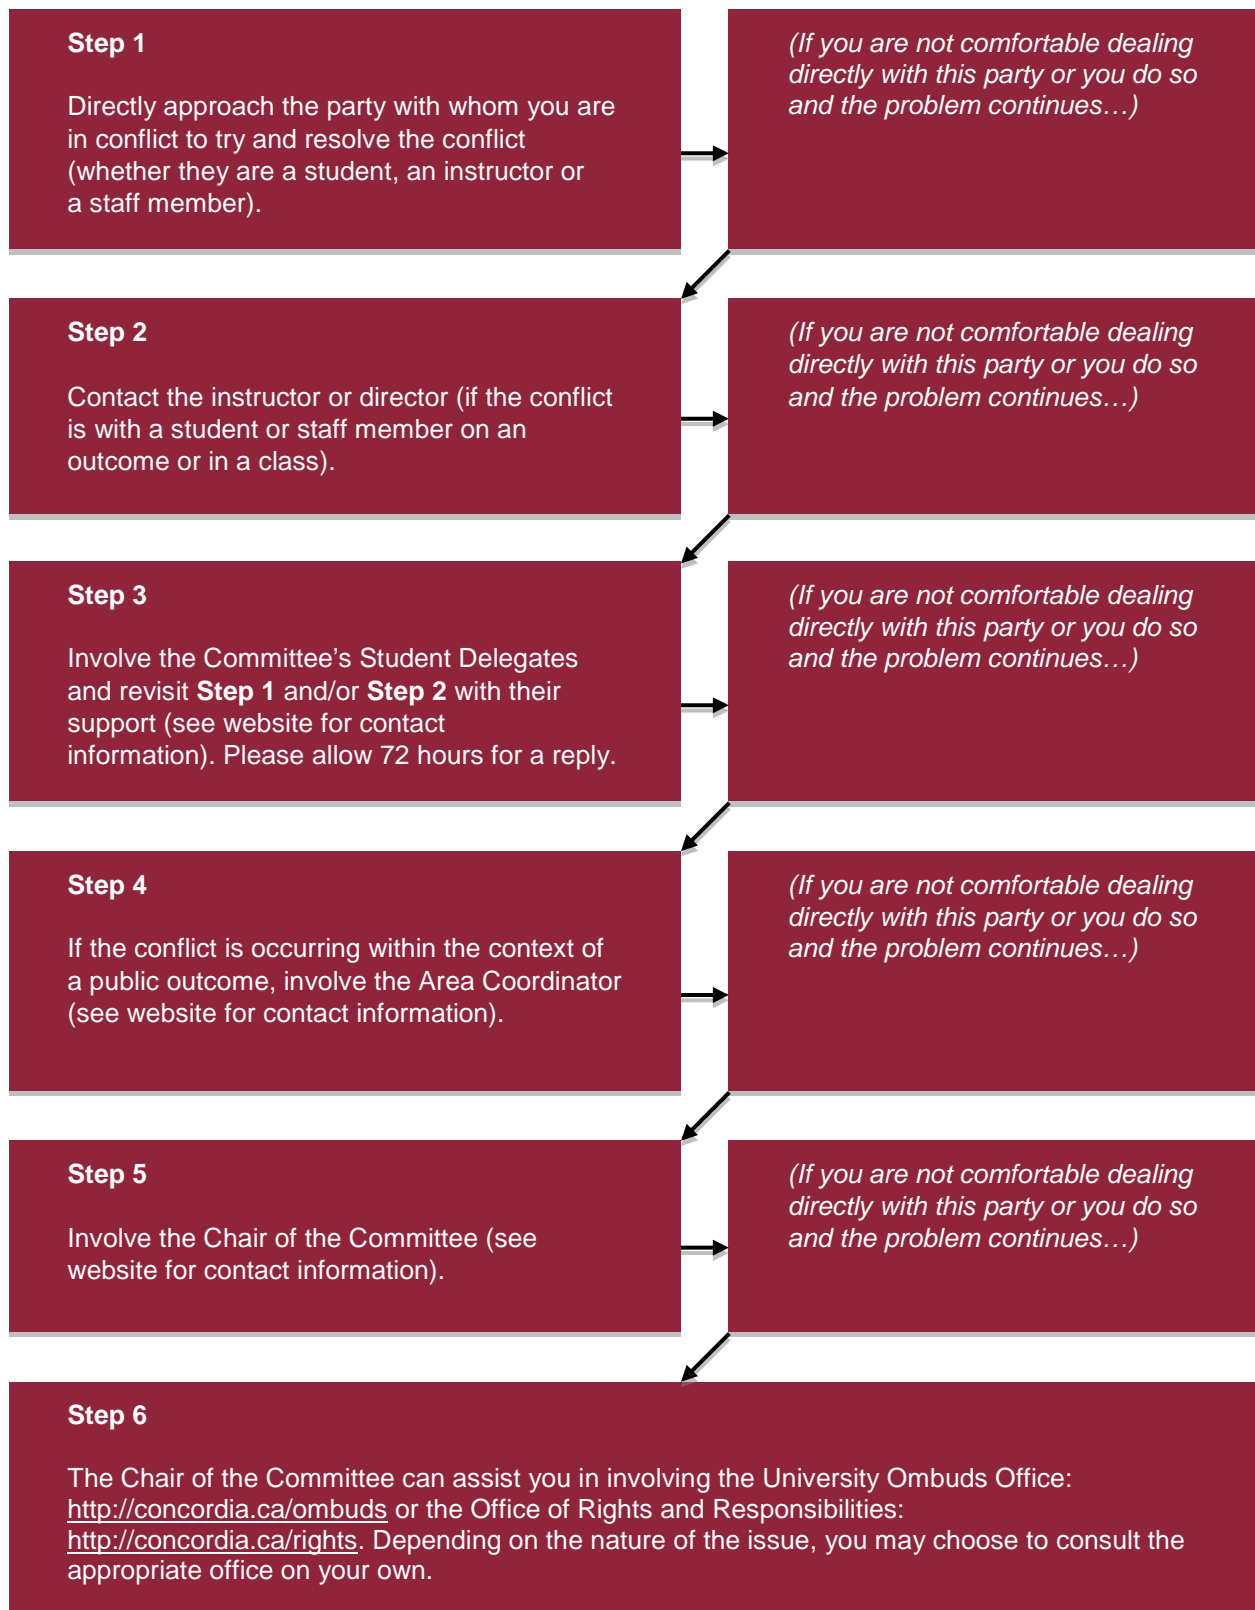 Step 1
Directly approach the party with whom you are
in conflict to try and resolve the conflict
(whether they are a student, an instructor or
a staff member).
(If you are not comfortable dealing
directly with this party or you do so
and the problem continues…)
Step 2
Contact the instructor or director (if the conflict
is with a student or staff member on an
outcome or in a class).
(If you are not comfortable dealing
directly with this party or you do so
and the problem continues…)
Step 3
Involve the Committee’s Student Delegates
and revisit Step 1 and/or Step 2 with their
support (see website for contact
information). Please allow 72 hours for a reply.
(If you are not comfortable dealing
directly with this party or you do so
and the problem continues…)
Step 4
If the conflict is occurring within the context of
a public outcome, involve the Area Coordinator
(see website for contact information).
(If you are not comfortable dealing
directly with this party or you do so
and the problem continues…)
Step 5
Involve the Chair of the Committee (see
website for contact information).
(If you are not comfortable dealing
directly with this party or you do so
and the problem continues…)
Step 6
The Chair of the Committee can assist you in involving the University Ombuds Office:
http://concordia.ca/ombuds or the Office of Rights and Responsibilities:
http://concordia.ca/rights. Depending on the nature of the issue, you may choose to consult the
appropriate office on your own.